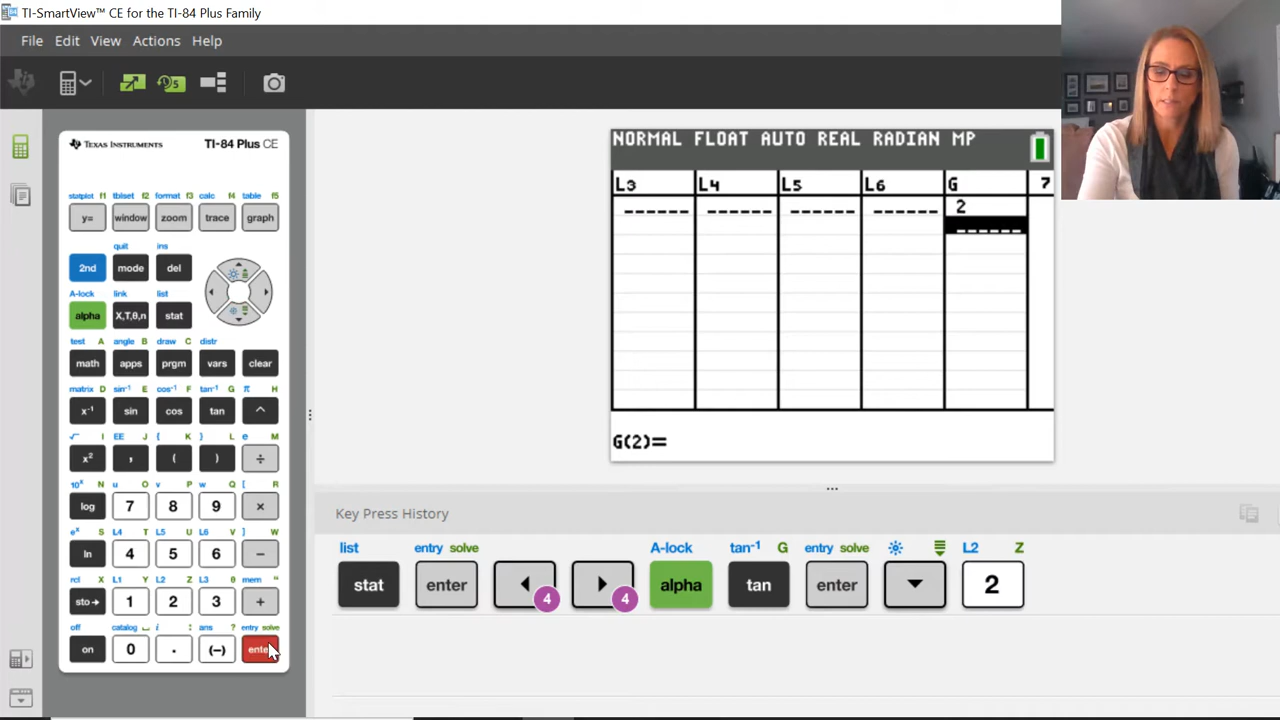 TI-SmartView™ CE for the TI-84 Plus Family
File Edit View Actions Help
TEXAS INSTRUMENTS TI-84 Plus CE
statplot f1 tblset f2 format f3 calc f4 table f5
y= window zoom trace graph
quit ins
2nd mode del
A-lock link list
alpha X,T,θ,n stat
test A angle B draw C distr
math apps prgm vars clear
matrix D sin⁻¹ E cos⁻¹ F tan⁻¹ G π H
x⁻¹ sin cos tan ^
√ I EE J { K } L e M
x² , ( ) ÷
10ˣ N u O v P w Q [ R
log 7 8 9 ×
eˣ S L4 T L5 U L6 V ] W
ln 4 5 6 −
rcl X L1 Y L2 Z L3 θ mem "
sto→ 1 2 3 +
off catalog ⎵ i : ans ? entry solve
on 0 . (−) enter
NORMAL FLOAT AUTO REAL RADIAN MP
L3 L4 L5 L6 G 7
------ ------ ------ ------ 2
------
G(2)=
Key Press History
list entry solve A-lock tan⁻¹ G entry solve L2 Z
stat enter 4 4 alpha tan enter 2